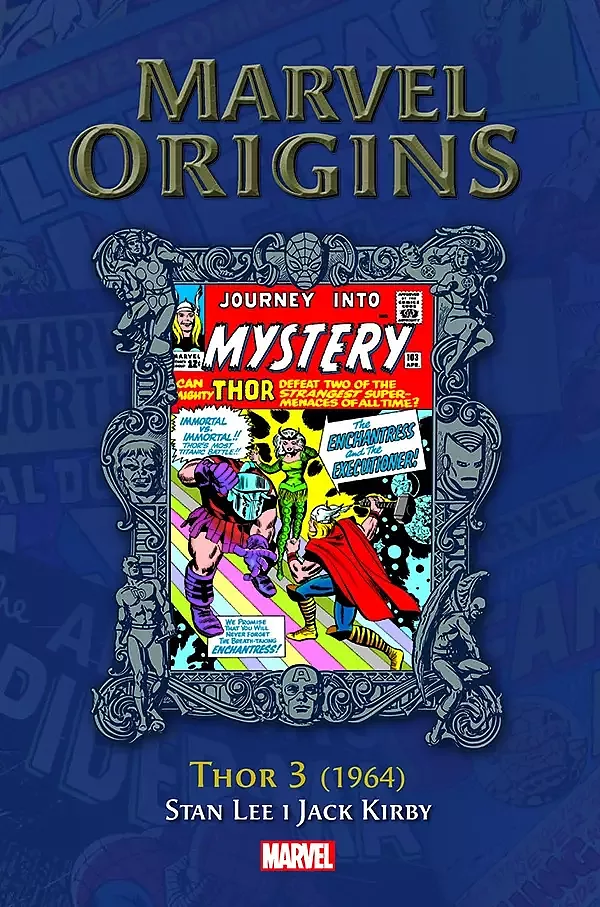 MARVEL
ORIGINS
JOURNEY INTO
MYSTERY
MARVEL
12¢
103
APR.
CAN
MIGHTY THOR DEFEAT TWO OF THE
STRANGEST SUPER-
MENACES OF ALL TIME?
IMMORTAL
VS.
IMMORTAL!!
THOR'S MOST
TITANIC BATTLE!!
The
ENCHANTRESS
and The
EXECUTIONER!
WE PROMISE
THAT YOU WILL
NEVER FORGET
THE BREATH-TAKING
ENCHANTRESS!
THOR 3 (1964)
STAN LEE I JACK KIRBY
MARVEL